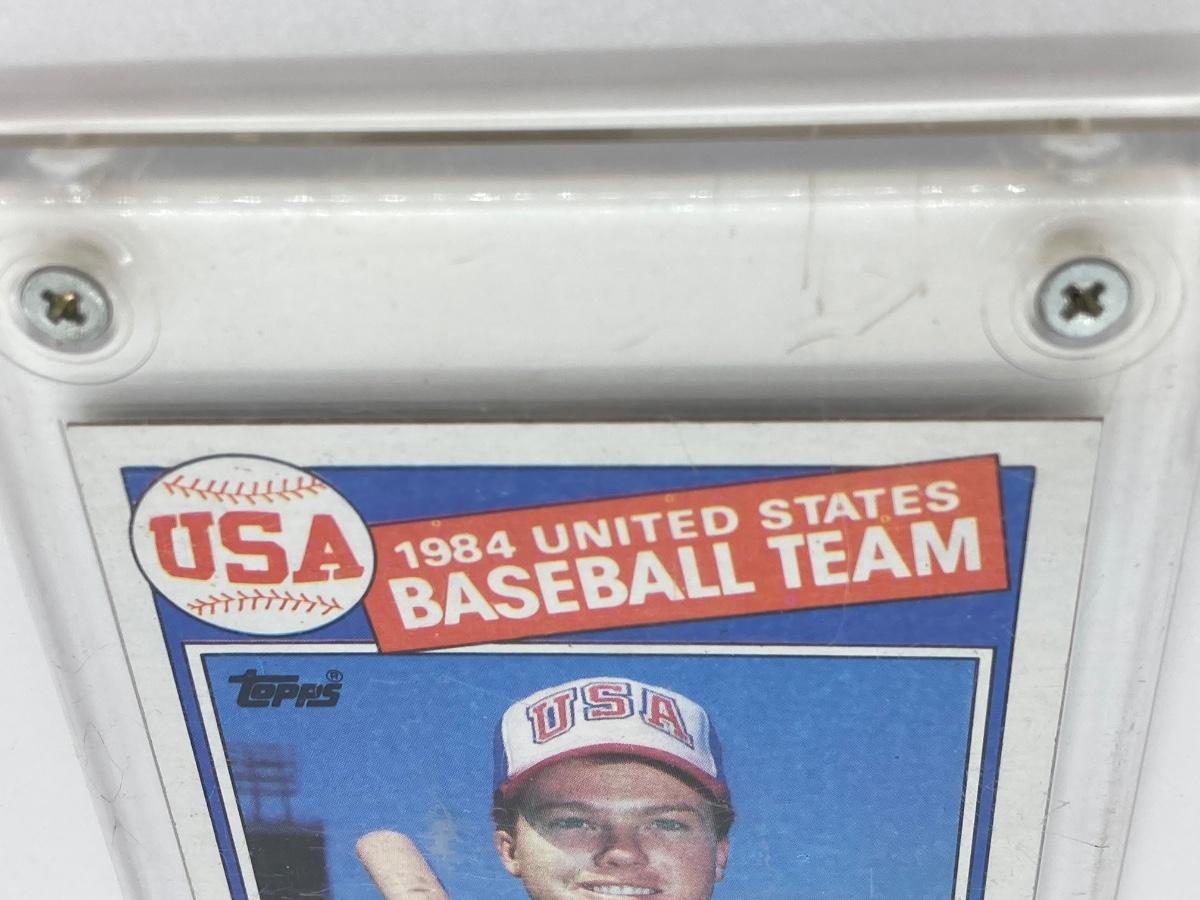 USA
1984 UNITED STATES
BASEBALL TEAM
TOPPS®
USA